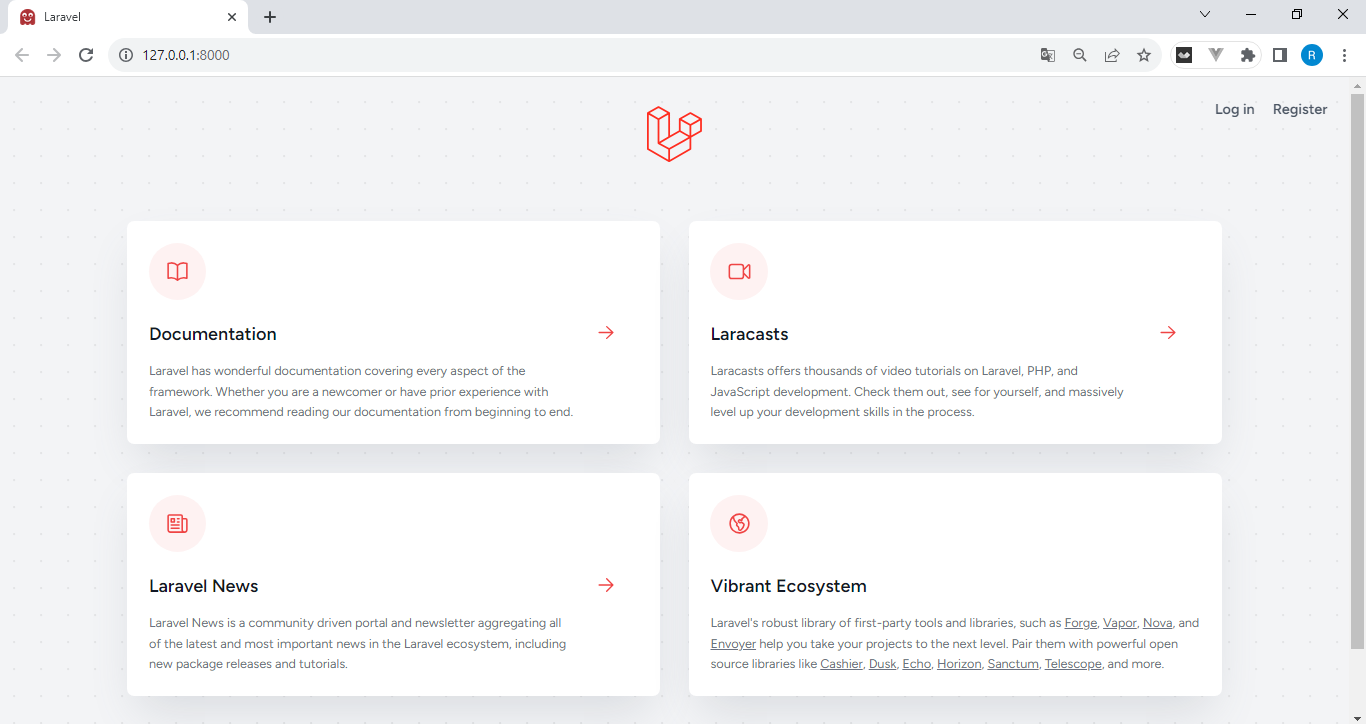 Laravel
127.0.0.1:8000
R
Log in Register
Documentation
Laravel has wonderful documentation covering every aspect of the
framework. Whether you are a newcomer or have prior experience with
Laravel, we recommend reading our documentation from beginning to end.
Laracasts
Laracasts offers thousands of video tutorials on Laravel, PHP, and
JavaScript development. Check them out, see for yourself, and massively
level up your development skills in the process.
Laravel News
Laravel News is a community driven portal and newsletter aggregating all
of the latest and most important news in the Laravel ecosystem, including
new package releases and tutorials.
Vibrant Ecosystem
Laravel's robust library of first-party tools and libraries, such as Forge, Vapor, Nova, and
Envoyer help you take your projects to the next level. Pair them with powerful open
source libraries like Cashier, Dusk, Echo, Horizon, Sanctum, Telescope, and more.